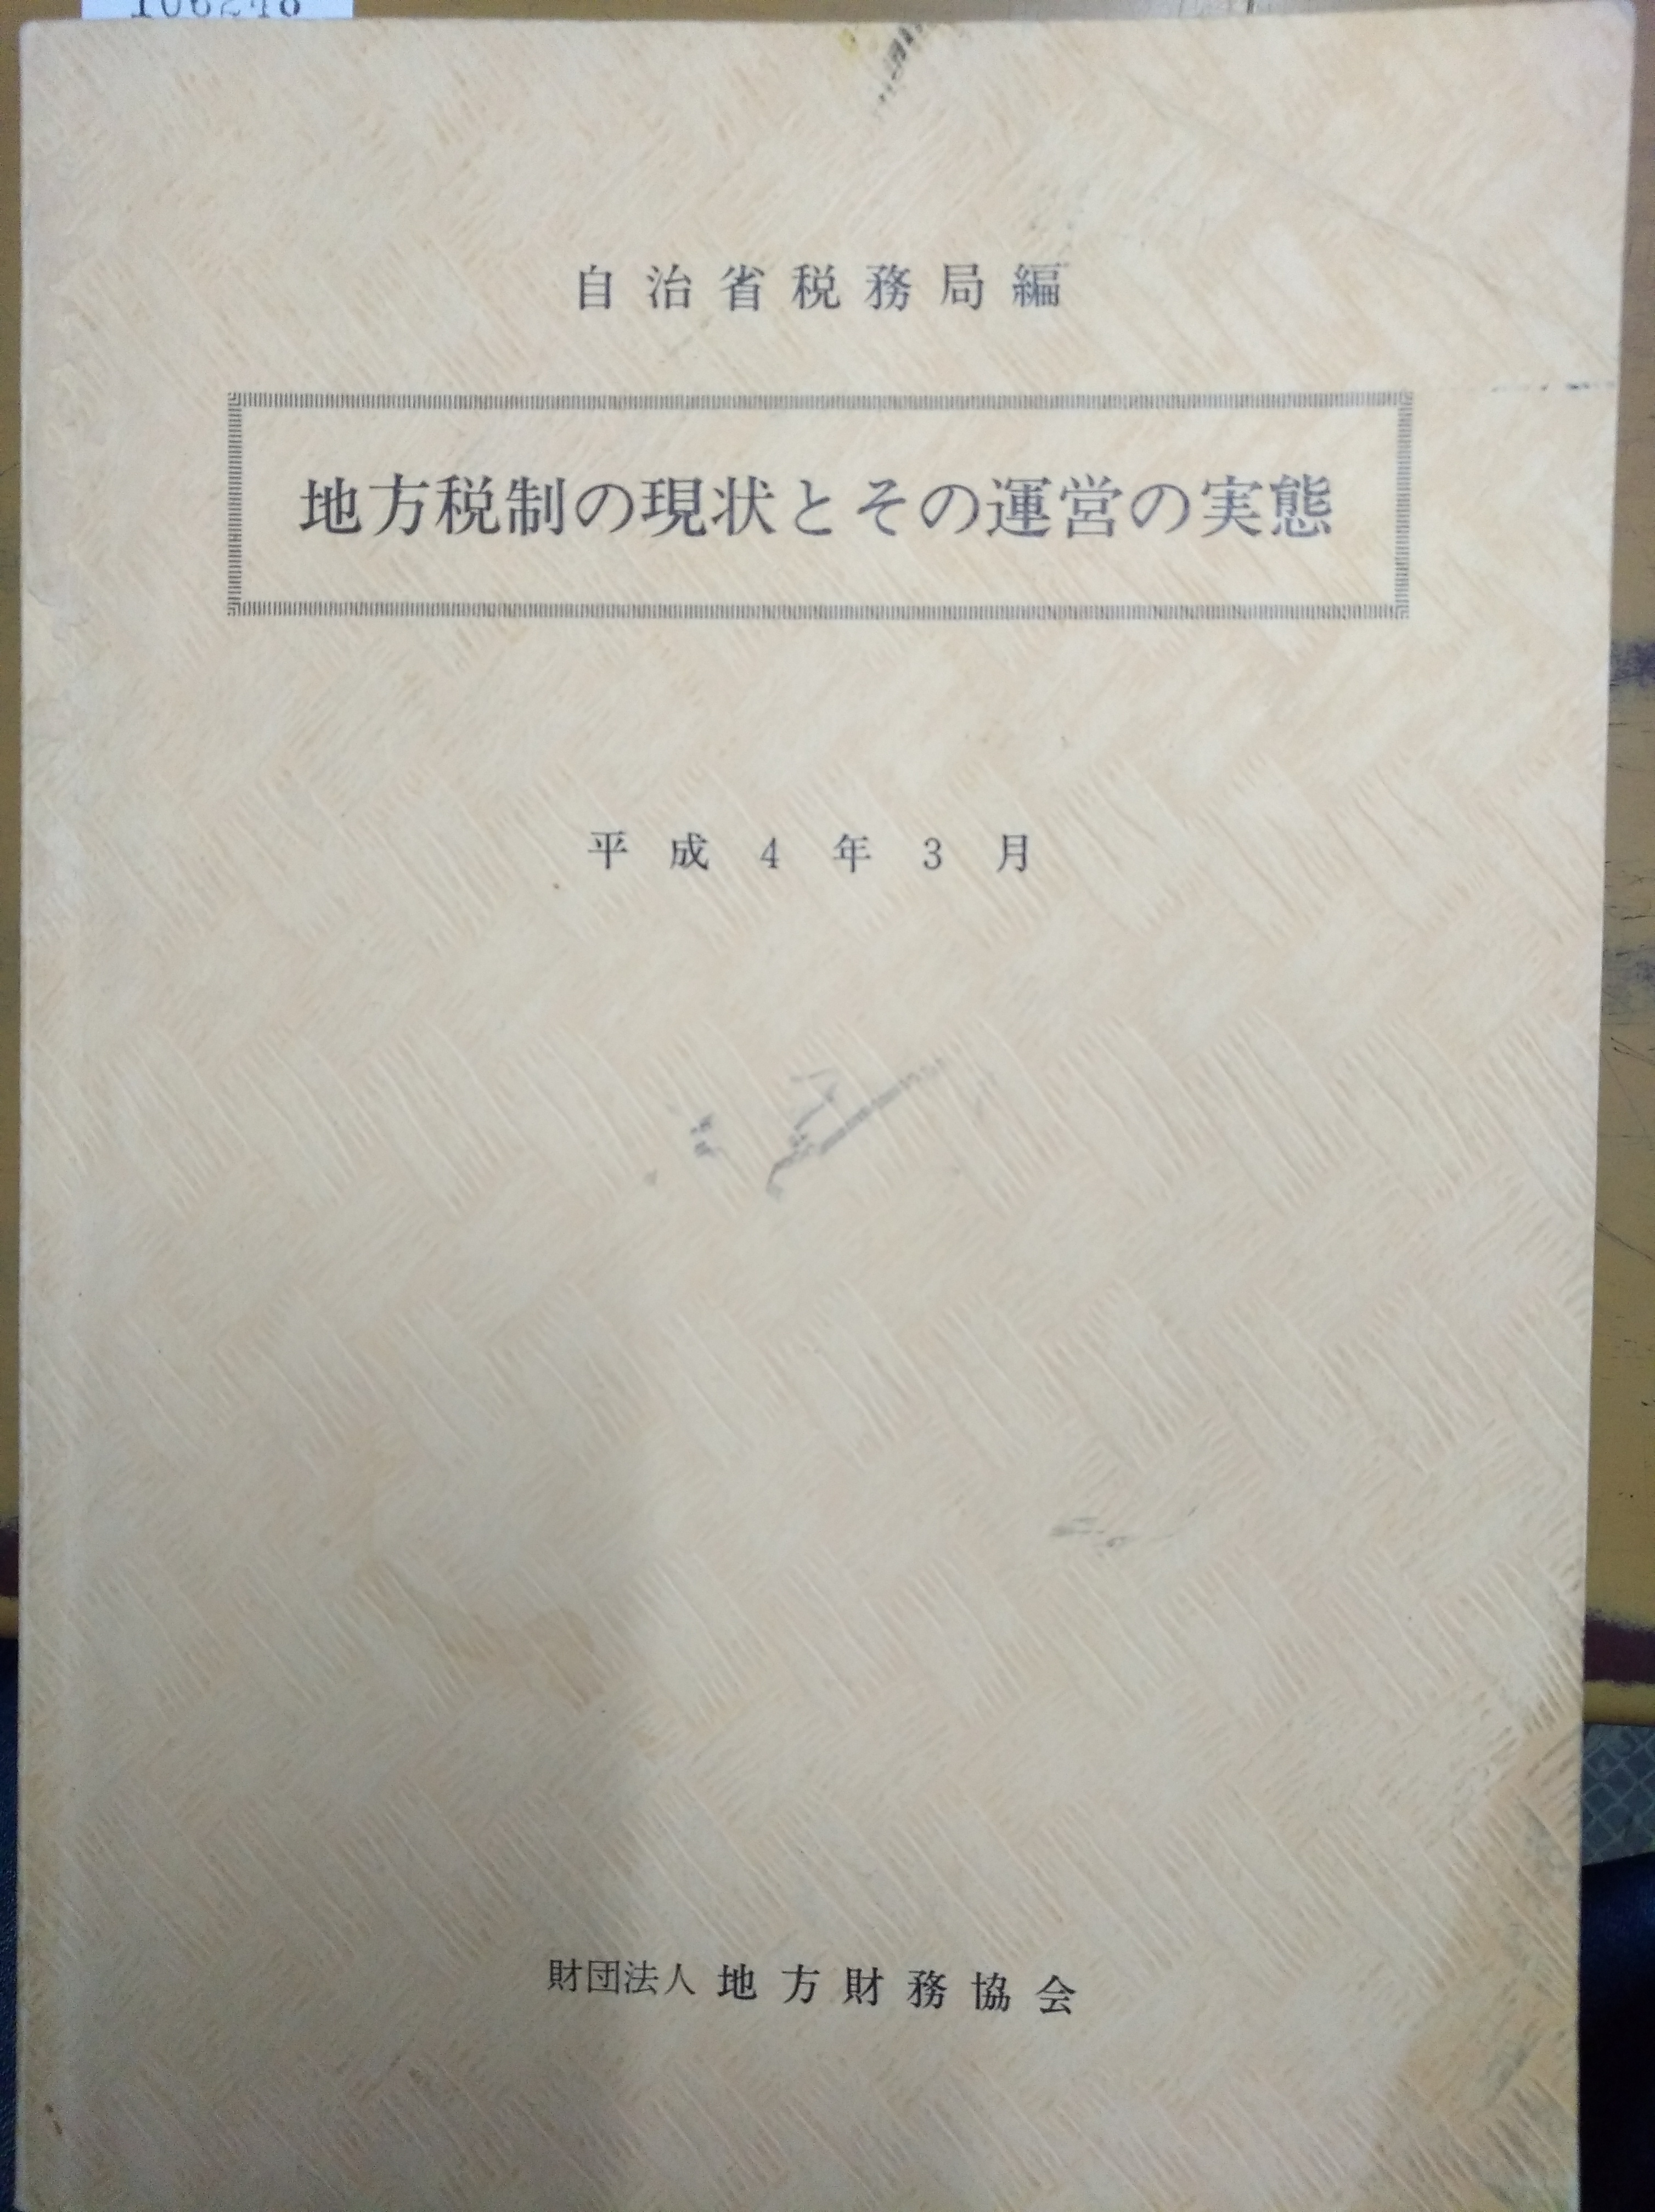 106248
自治省税務局編
地方税制の現状とその運営の実態
平成4年3月
財団法人 地方財務協会